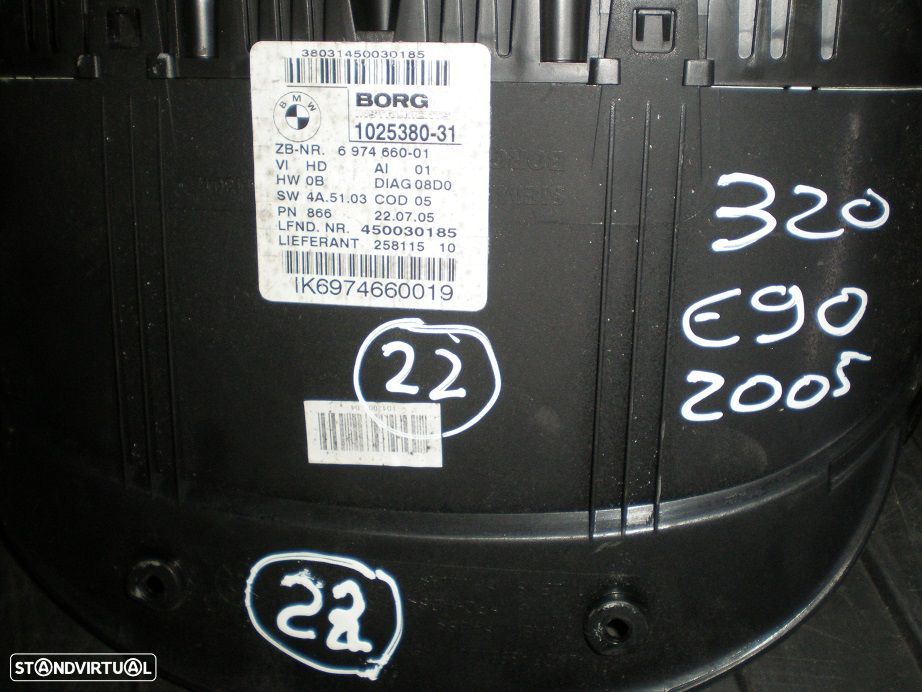 38031450030185
BMW
BORG
INSTRUMENTS
1025380-31
ZB-NR. 6 974 660-01
VI HD AI 01
HW 0B DIAG 08D0
SW 4A.51.03 COD 05
PN 866 22.07.05
LFND. NR. 450030185
LIEFERANT 258115 10
IK6974660019
320
E90
2005
22
22
STANDVIRTUAL